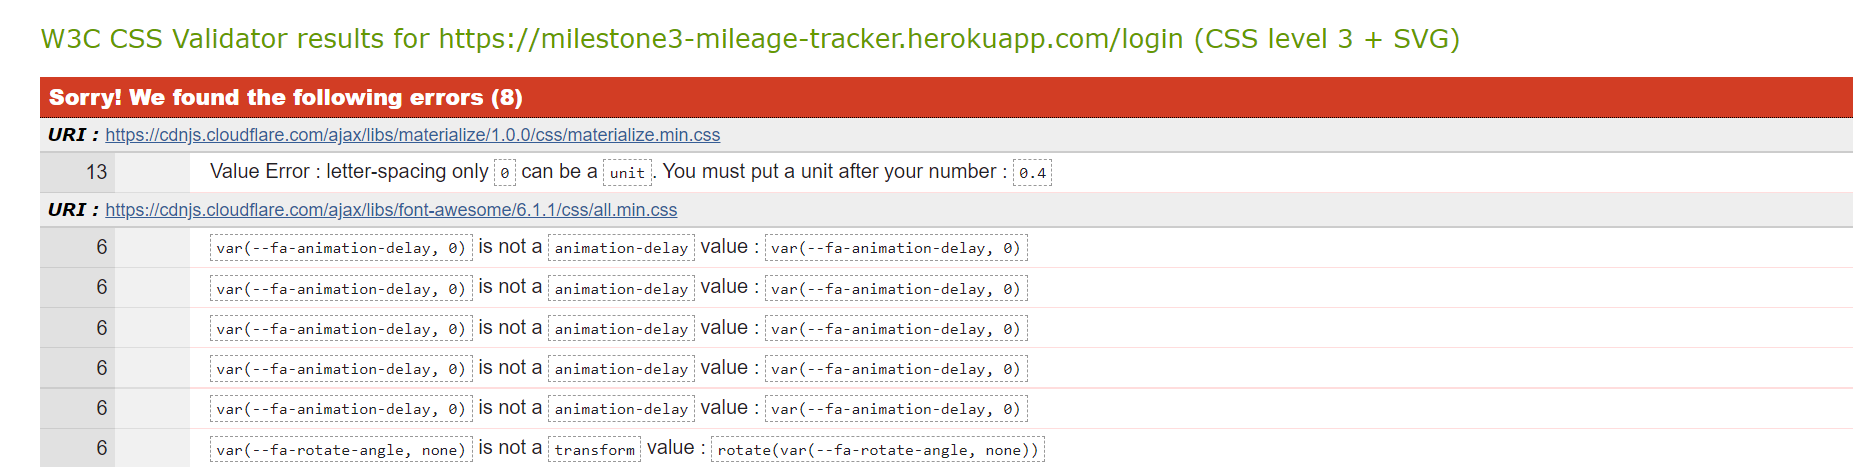 W3C CSS Validator results for https://milestone3-mileage-tracker.herokuapp.com/login (CSS level 3 + SVG)
Sorry! We found the following errors (8)
URI : https://cdnjs.cloudflare.com/ajax/libs/materialize/1.0.0/css/materialize.min.css
13 Value Error : letter-spacing only 0 can be a unit. You must put a unit after your number : 0.4
URI : https://cdnjs.cloudflare.com/ajax/libs/font-awesome/6.1.1/css/all.min.css
6 var(--fa-animation-delay, 0) is not a animation-delay value : var(--fa-animation-delay, 0)
6 var(--fa-animation-delay, 0) is not a animation-delay value : var(--fa-animation-delay, 0)
6 var(--fa-animation-delay, 0) is not a animation-delay value : var(--fa-animation-delay, 0)
6 var(--fa-animation-delay, 0) is not a animation-delay value : var(--fa-animation-delay, 0)
6 var(--fa-animation-delay, 0) is not a animation-delay value : var(--fa-animation-delay, 0)
6 var(--fa-rotate-angle, none) is not a transform value : rotate(var(--fa-rotate-angle, none))